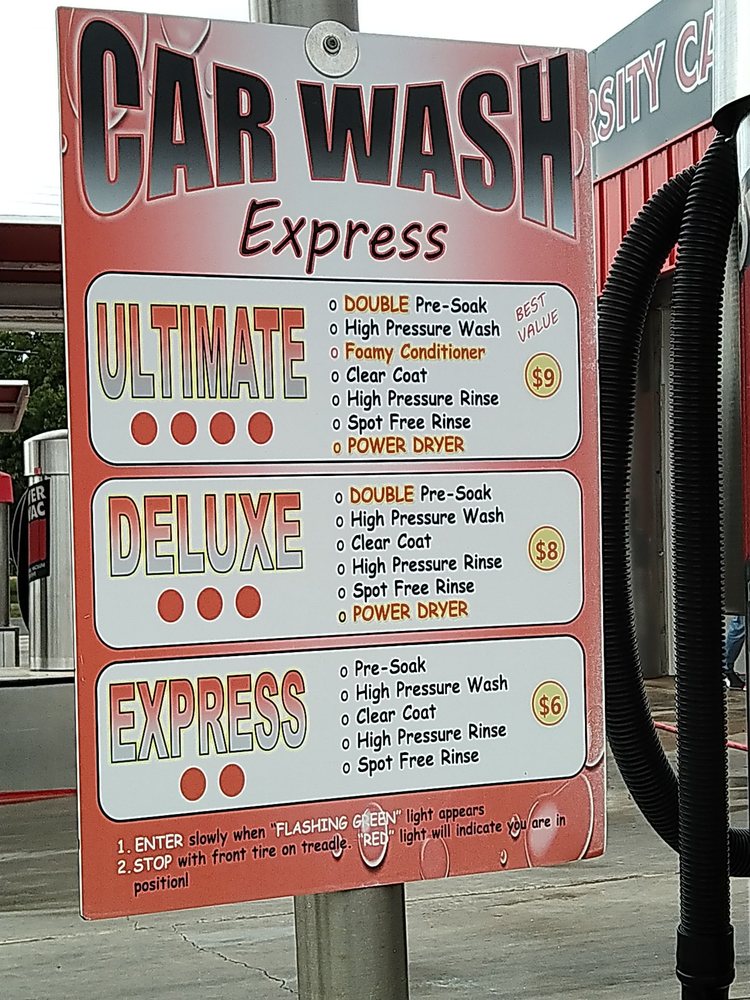 CAR WASH
Express
ULTIMATE
o DOUBLE Pre-Soak
o High Pressure Wash
o Foamy Conditioner
o Clear Coat
o High Pressure Rinse
o Spot Free Rinse
o POWER DRYER
BEST
VALUE
$9
DELUXE
o DOUBLE Pre-Soak
o High Pressure Wash
o Clear Coat
o High Pressure Rinse
o Spot Free Rinse
o POWER DRYER
$8
EXPRESS
o Pre-Soak
o High Pressure Wash
o Clear Coat
o High Pressure Rinse
o Spot Free Rinse
$6
1. ENTER slowly when "FLASHING GREEN" light appears
2. STOP with front tire on treadle. "RED" light will indicate you are in
position!
RSITY CA
ER
AC